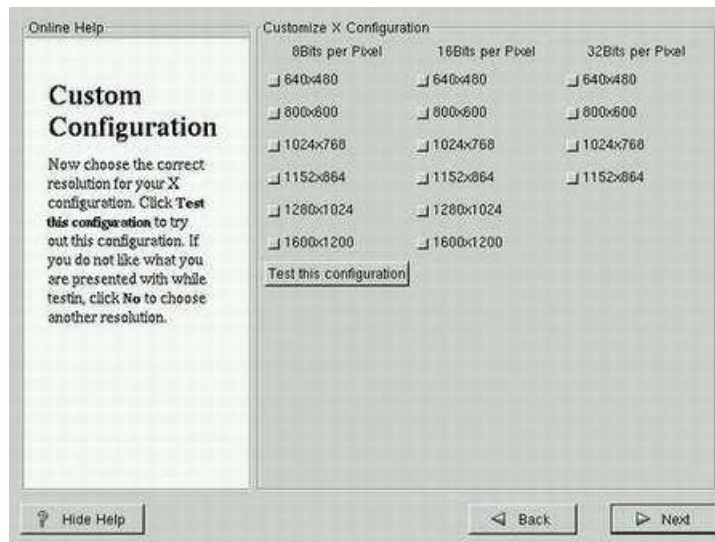 Online Help
Custom
Configuration
Now choose the correct
resolution for your X
configuration. Click Test
this configuration to try
out this configuration. If
you do not like what you
are presented with while
testin, click No to choose
another resolution.
Customize X Configuration
8Bits per Pixel 16Bits per Pixel 32Bits per Pixel
640x480 640x480 640x480
800x600 800x600 800x600
1024x768 1024x768 1024x768
1152x864 1152x864 1152x864
1280x1024 1280x1024
1600x1200 1600x1200
Test this configuration
? Hide Help
Back
Next